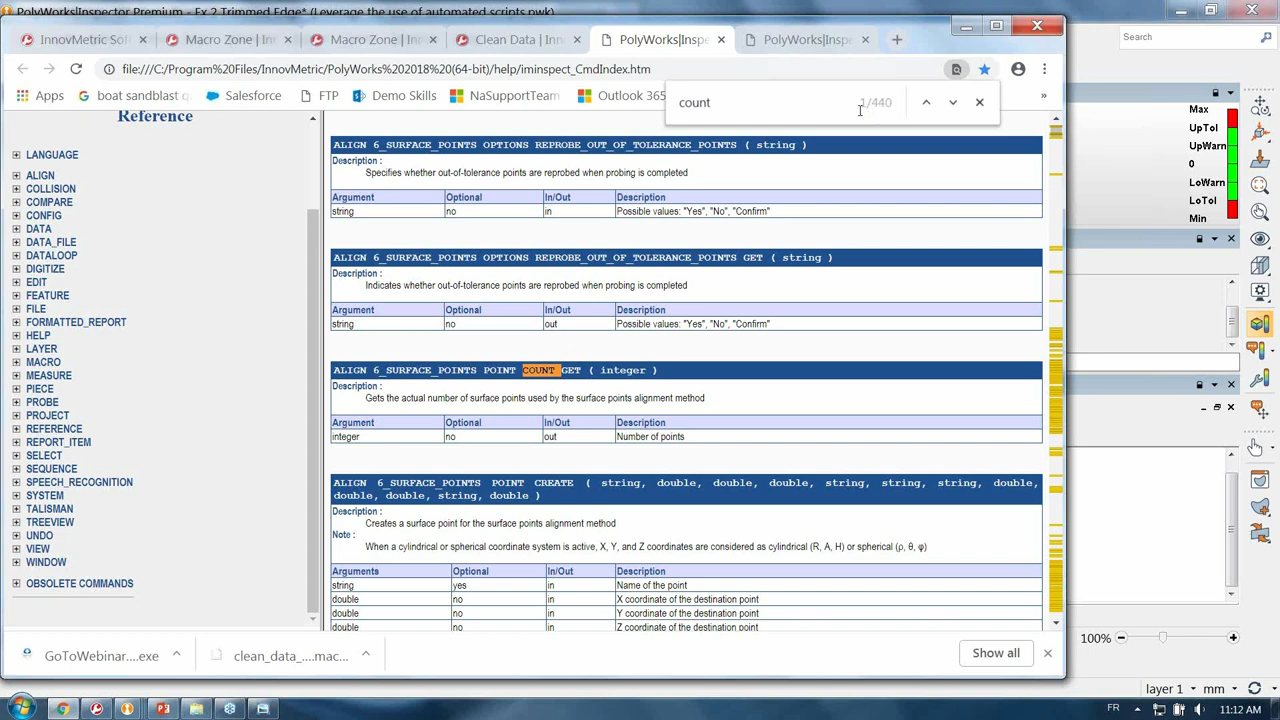 PolyWorks|Inspector Premium - Ex 2 Trimmed Edge* (Leverage the use of automated scripts.pwk)
InnovMetric Sof
Macro Zone | In
Macro Zone | In
Clean Data | Inn
PolyWorks|Inspe
PolyWorks|Inspe
Search
file:///C:/Program%20Files/InnovMetric/PolyWorks%202018%20(64-bit)/help/iminspect_CmdIndex.htm
Apps
Suivi de colis
Salesforce
FTP
Demo Skills
NaSupportTeam
Outlook 365
»
count
1/440
Reference
LANGUAGE
ALIGN
COLLISION
COMPARE
CONFIG
DATA
DATA_FILE
DATALOOP
DIGITIZE
EDIT
FEATURE
FILE
FORMATTED_REPORT
HELP
LAYER
MACRO
MEASURE
PIECE
PROBE
PROJECT
REFERENCE
REPORT_ITEM
SELECT
SEQUENCE
SPEECH_RECOGNITION
SYSTEM
TALISMAN
TREEVIEW
UNDO
VIEW
WINDOW
OBSOLETE COMMANDS
ALIGN 6_SURFACE_POINTS OPTIONS REPROBE_OUT_OF_TOLERANCE_POINTS ( string )
Description :
Specifies whether out-of-tolerance points are reprobed when probing is completed
Argument Optional In/Out Description
string no in Possible values: "Yes", "No", "Confirm"
ALIGN 6_SURFACE_POINTS OPTIONS REPROBE_OUT_OF_TOLERANCE_POINTS GET ( string )
Description :
Indicates whether out-of-tolerance points are reprobed when probing is completed
Argument Optional In/Out Description
string no out Possible values: "Yes", "No", "Confirm"
ALIGN 6_SURFACE_POINTS POINT COUNT GET ( integer )
Description :
Gets the actual number of surface points used by the surface points alignment method
Argument Optional In/Out Description
integer no out Number of points
ALIGN 6_SURFACE_POINTS POINT CREATE ( string, double, double, double, string, string, string, double,
double, double, string, double )
Description :
Creates a surface point for the surface points alignment method
Note :
When a cylindrical or spherical coordinate system is active, X, Y, and Z coordinates are considered as cylindrical (R, A, H) or spherical (ρ, θ, φ)
Arguments Optional In/Out Description
string yes in Name of the point
double no in X coordinate of the destination point
double no in Y coordinate of the destination point
double no in Z coordinate of the destination point
Max
UpTol
UpWarn
0
LoWarn
LoTol
Min
100%
GoToWebinar....exe
clean_data_....mac...
Show all
layer 1
mm
FR
11:12 AM